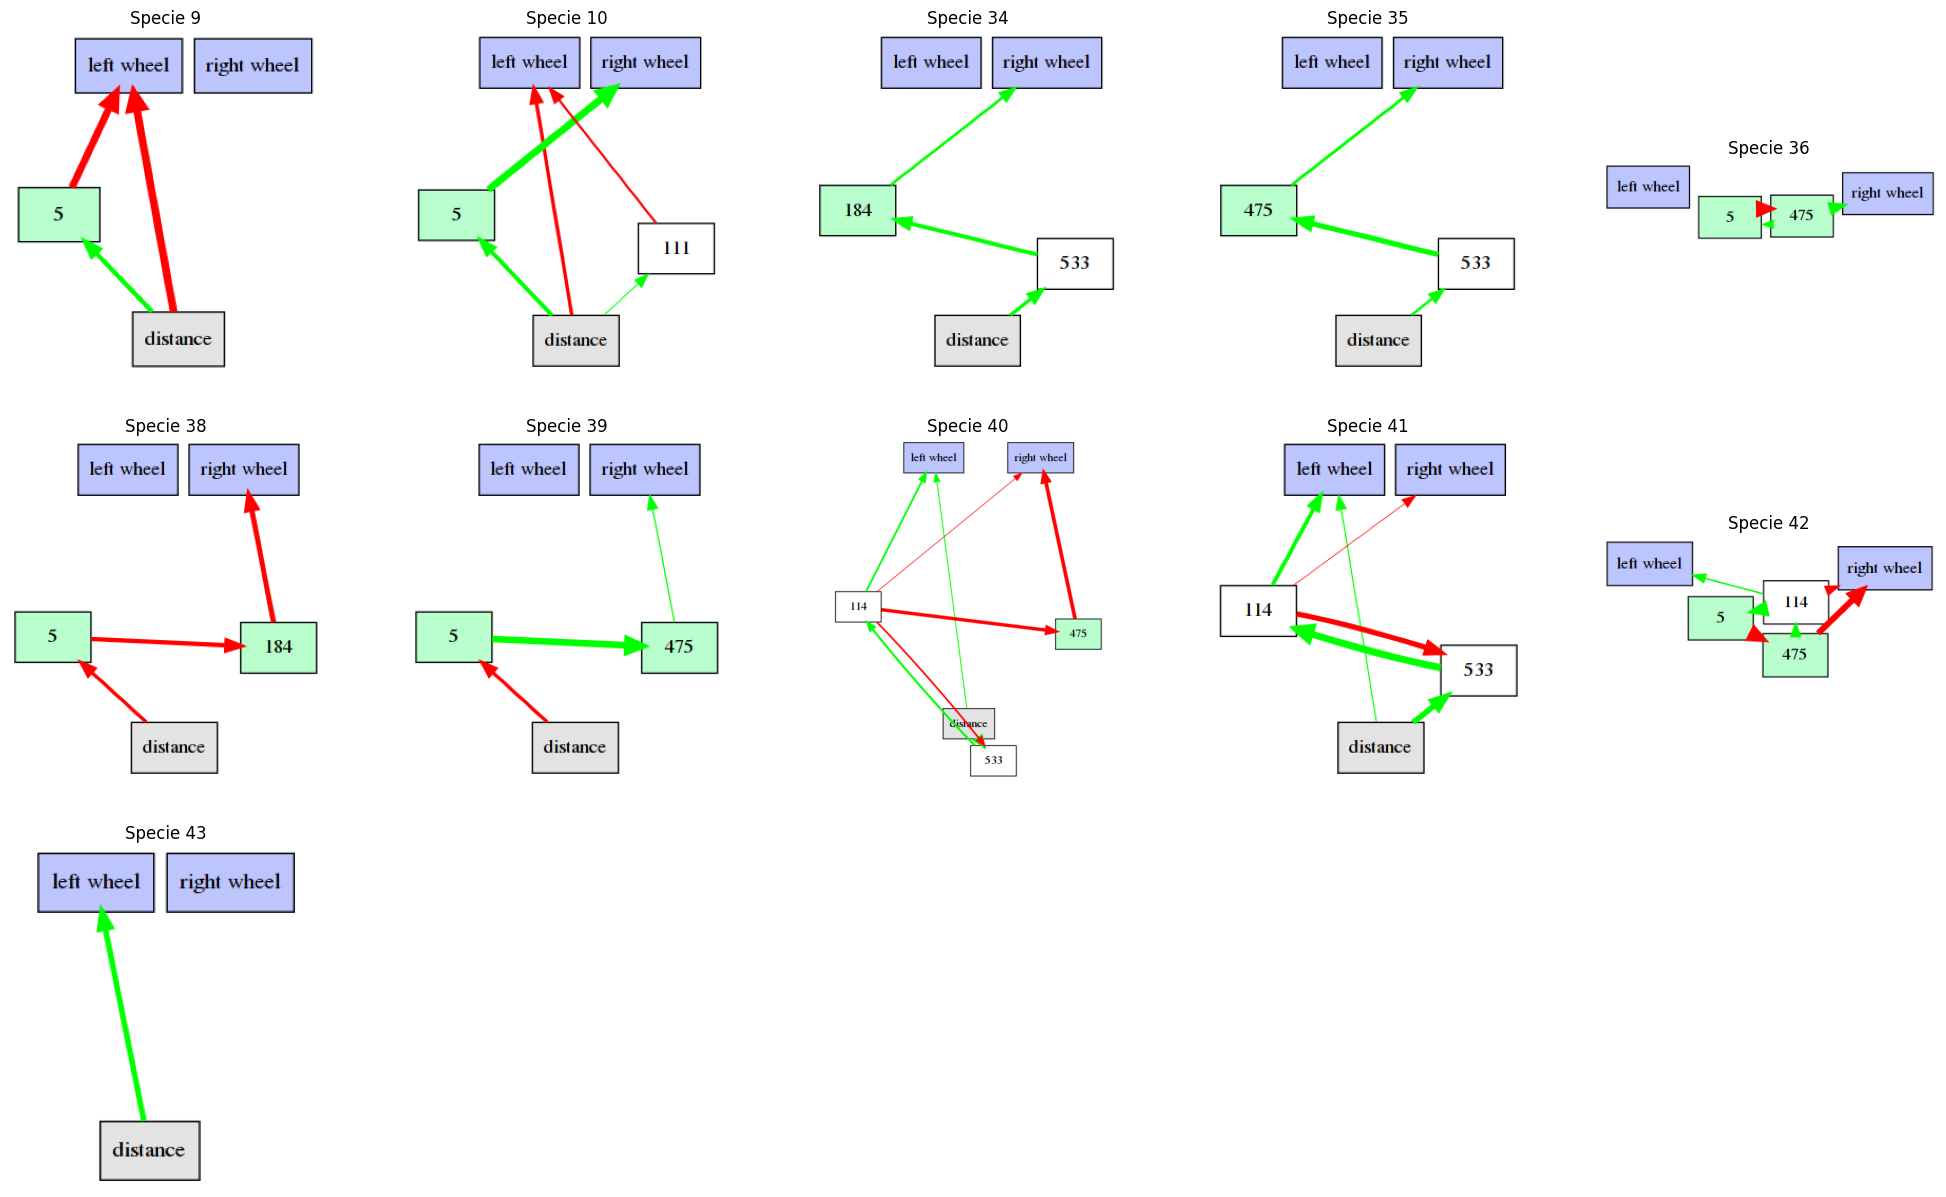 Specie 9
left wheel right wheel
5
distance
Specie 10
left wheel right wheel
5
111
distance
Specie 34
left wheel right wheel
184
533
distance
Specie 35
left wheel right wheel
475
533
distance
Specie 36
left wheel
right wheel
5
475
Specie 38
left wheel right wheel
5
184
distance
Specie 39
left wheel right wheel
5
475
distance
Specie 40
left wheel right wheel
114
475
distance
533
Specie 41
left wheel right wheel
114
533
distance
Specie 42
left wheel
right wheel
114
5
475
Specie 43
left wheel right wheel
distance